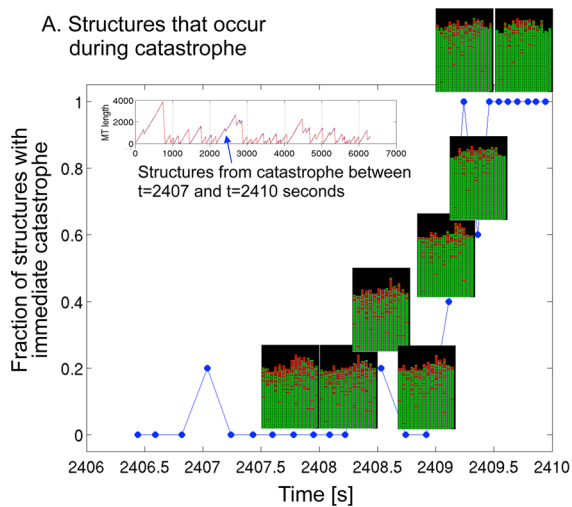 A. Structures that occur
during catastrophe
Fraction of structures with
immediate catastrophe
1
0.8
0.6
0.4
0.2
0
MT length
4000
2000
0
0 1000 2000 3000 4000 5000 6000 7000
Structures from catastrophe between
t=2407 and t=2410 seconds
2406 2406.5 2407 2407.5 2408 2408.5 2409 2409.5 2410
Time [s]